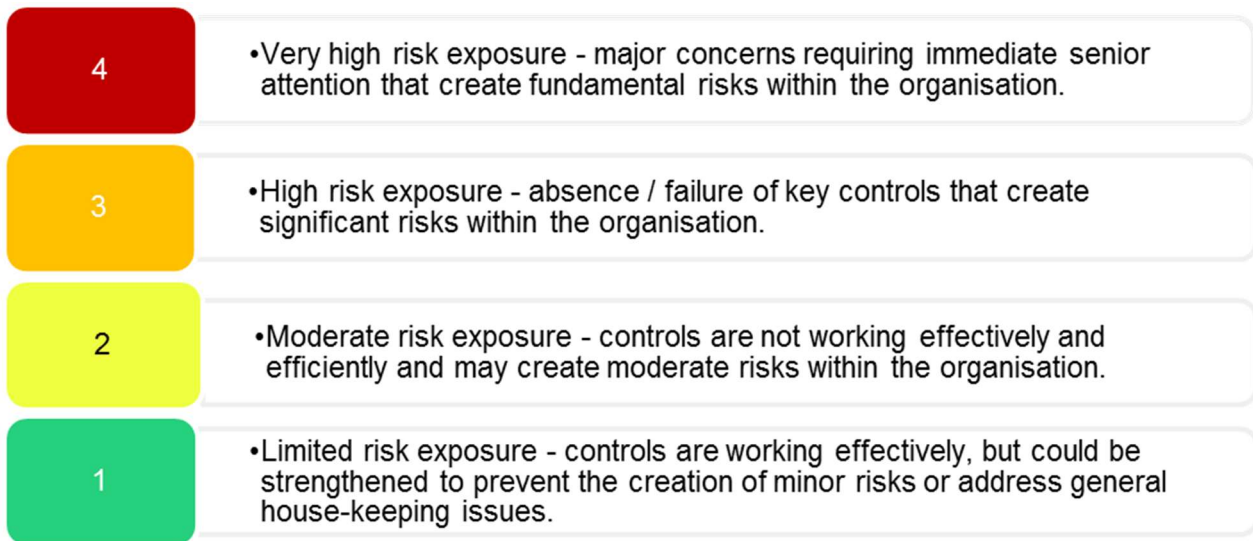 4
•Very high risk exposure - major concerns requiring immediate senior
attention that create fundamental risks within the organisation.
3
•High risk exposure - absence / failure of key controls that create
significant risks within the organisation.
2
•Moderate risk exposure - controls are not working effectively and
efficiently and may create moderate risks within the organisation.
1
•Limited risk exposure - controls are working effectively, but could be
strengthened to prevent the creation of minor risks or address general
house-keeping issues.